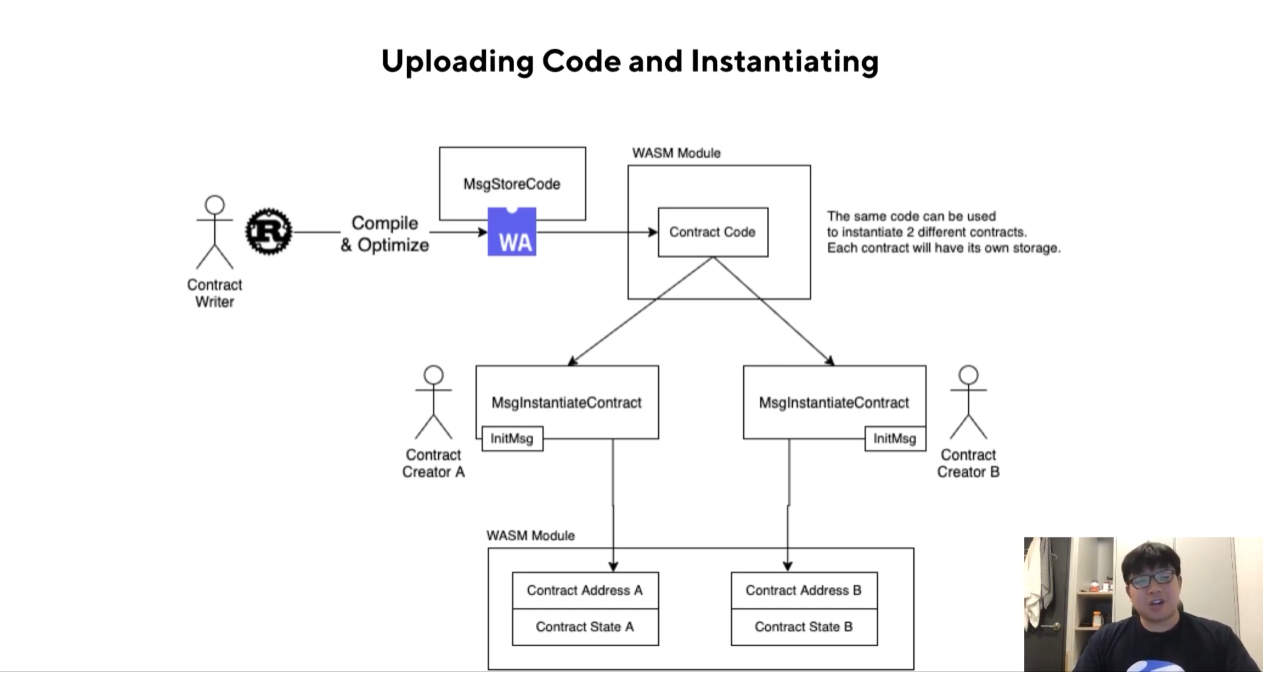 Uploading Code and Instantiating
WASM Module
MsgStoreCode
Contract Code
The same code can be used
to instantiate 2 different contracts.
Each contract will have its own storage.
R
Compile
& Optimize
WA
Contract
Writer
MsgInstantiateContract
InitMsg
MsgInstantiateContract
InitMsg
Contract
Creator A
Contract
Creator B
WASM Module
Contract Address A
Contract State A
Contract Address B
Contract State B